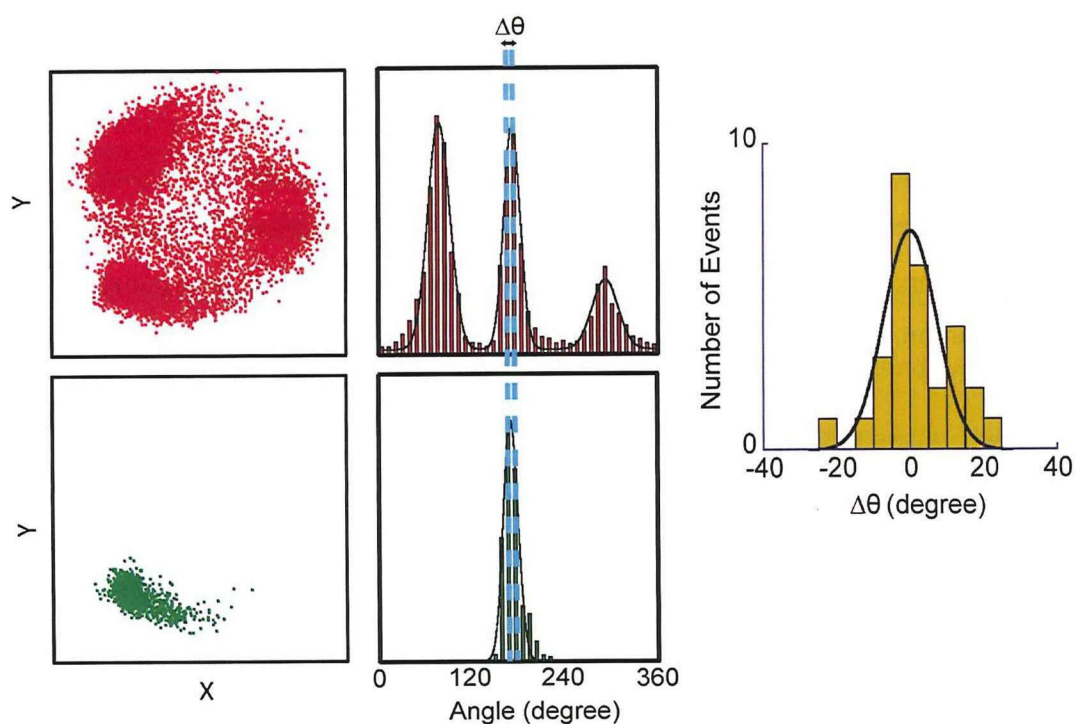 Δθ
Y
Y
X
0 120 240 360
Angle (degree)
10
0
Number of Events
-40 -20 0 20 40
Δθ (degree)